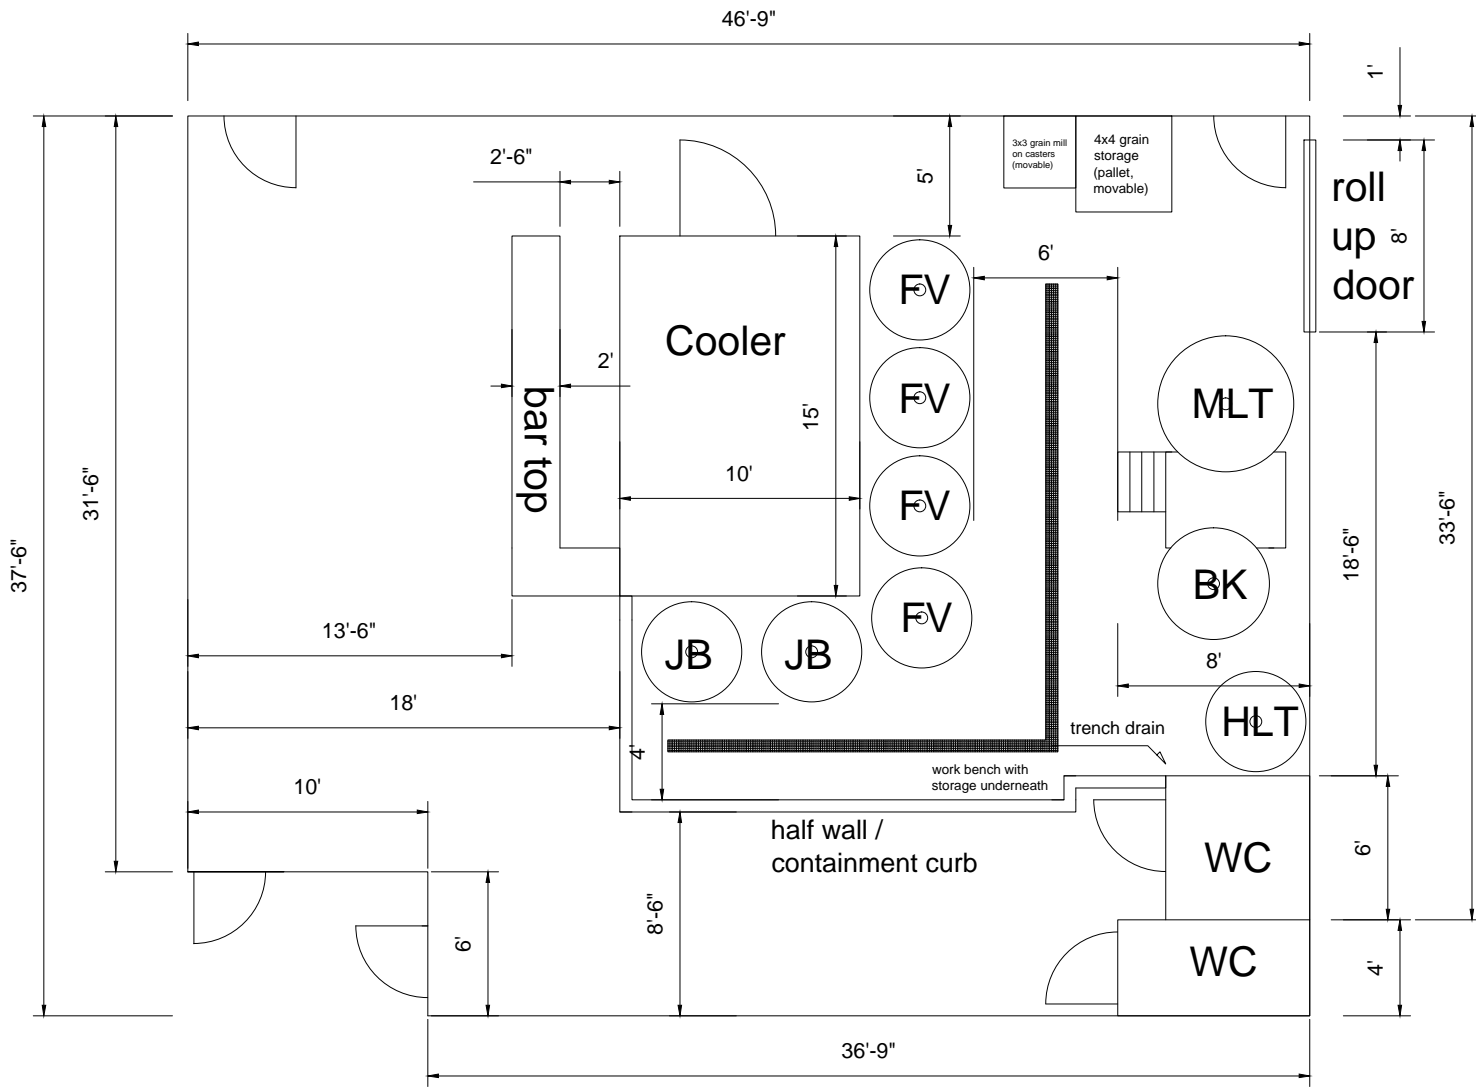 46'-9"
1'
3x3 grain mill
on casters
(movable)
4x4 grain
storage
(pallet,
movable)
2'-6"
5'
roll
up
door
8'
6'
FV
Cooler
2'
bar top
15'
FV
MLT
10'
31'-6"
FV
33'-6"
37'-6"
18'-6"
BK
13'-6"
FV
JB
JB
8'
18'
HLT
trench drain
4'
work bench with
storage underneath
10'
half wall /
containment curb
WC
6'
8'-6"
6'
WC
4'
36'-9"